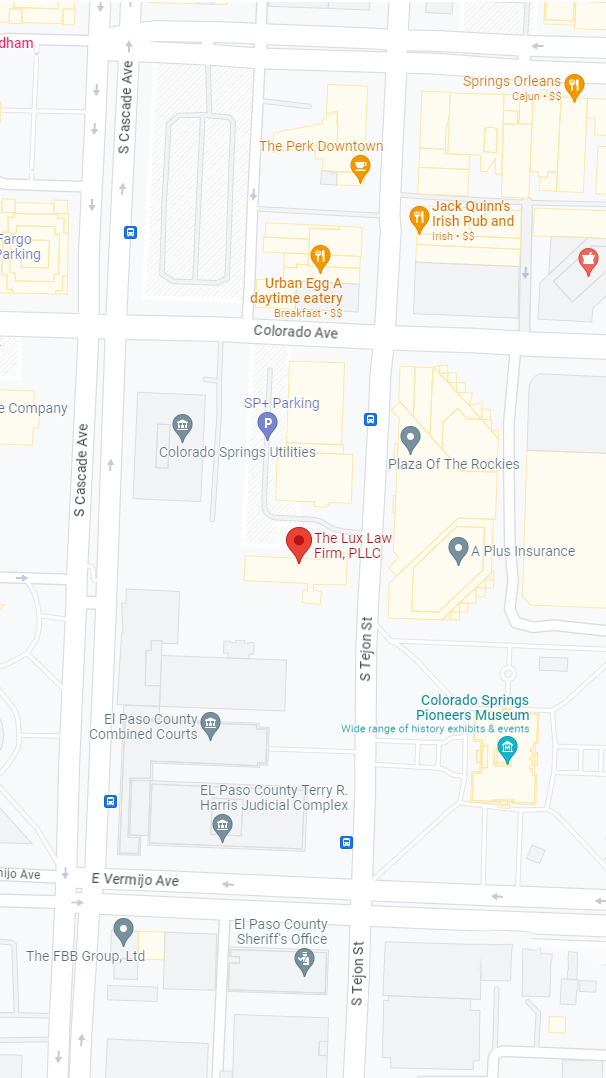 dham
S Cascade Ave
Springs Orleans
Cajun • $$
The Perk Downtown
Jack Quinn's
Irish Pub and
Irish • $$
Fargo
Parking
Urban Egg A
daytime eatery
Breakfast • $$
Colorado Ave
SP+ Parking
P
e Company
Colorado Springs Utilities
Plaza Of The Rockies
S Cascade Ave
The Lux Law
Firm, PLLC
A Plus Insurance
S Tejon St
Colorado Springs
Pioneers Museum
Wide range of history exhibits & events
El Paso County
Combined Courts
EL Paso County Terry R.
Harris Judicial Complex
mijo Ave
E Vermijo Ave
El Paso County
Sheriff's Office
The FBB Group, Ltd
S Tejon St